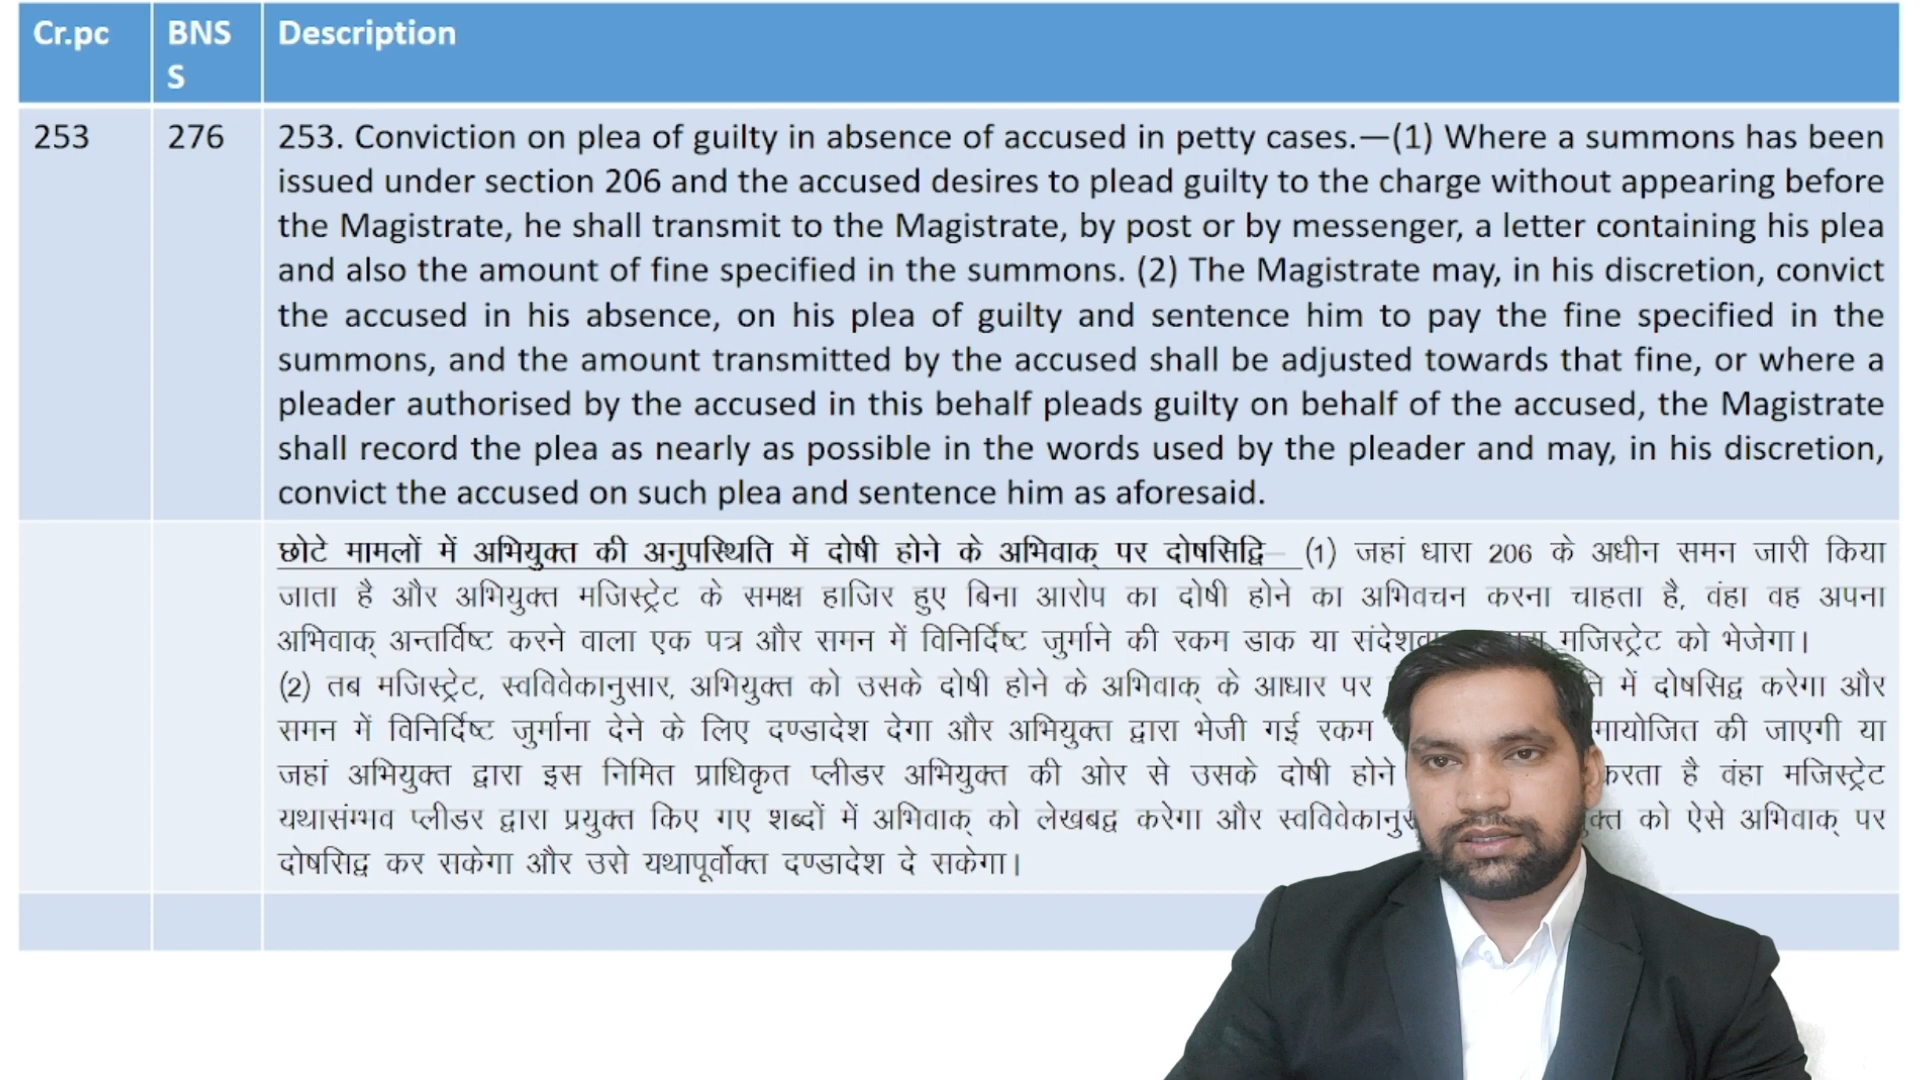 Cr.pc BNS Description
S
253 276 253. Conviction on plea of guilty in absence of accused in petty cases.—(1) Where a summons has been
issued under section 206 and the accused desires to plead guilty to the charge without appearing before
the Magistrate, he shall transmit to the Magistrate, by post or by messenger, a letter containing his plea
and also the amount of fine specified in the summons. (2) The Magistrate may, in his discretion, convict
the accused in his absence, on his plea of guilty and sentence him to pay the fine specified in the
summons, and the amount transmitted by the accused shall be adjusted towards that fine, or where a
pleader authorised by the accused in this behalf pleads guilty on behalf of the accused, the Magistrate
shall record the plea as nearly as possible in the words used by the pleader and may, in his discretion,
convict the accused on such plea and sentence him as aforesaid.
छोटे मामलों में अभियुक्त की अनुपस्थिति में दोषी होने के अभिवाक् पर दोषसिद्वि— (1) जहां धारा 206 के अधीन समन जारी किया
जाता है और अभियुक्त मजिस्ट्रेट के समक्ष हाजिर हुए बिना आरोप का दोषी होने का अभिवचन करना चाहता है, वंहा वह अपना
अभिवाक् अन्तर्विष्ट करने वाला एक पत्र और समन में विनिर्दिष्ट जुर्माने की रकम डाक या मजिस्ट्रेट को भेजेगा।
(2) तब मजिस्ट्रेट, स्वविवेकानुसार, अभियुक्त को उसके दोषी होने के अभिवाक् के आधार पर में दोषसिद्व करेगा और
समन में विनिर्दिष्ट जुर्माना देने के लिए दण्डादेश देगा और अभियुक्त द्वारा भेजी गई रकम की जाएगी या
जहां अभियुक्त द्वारा इस निमित प्राधिकृत प्लीडर अभियुक्त की ओर से उसके दोषी होने करता है वंहा मजिस्ट्रेट
यथासंम्भव प्लीडर द्वारा प्रयुक्त किए गए शब्दों में अभिवाक् को लेखबद्व करेगा और को ऐसे अभिवाक् पर
दोषसिद्व कर सकेगा और उसे यथापूर्वोक्त दण्डादेश दे सकेगा।